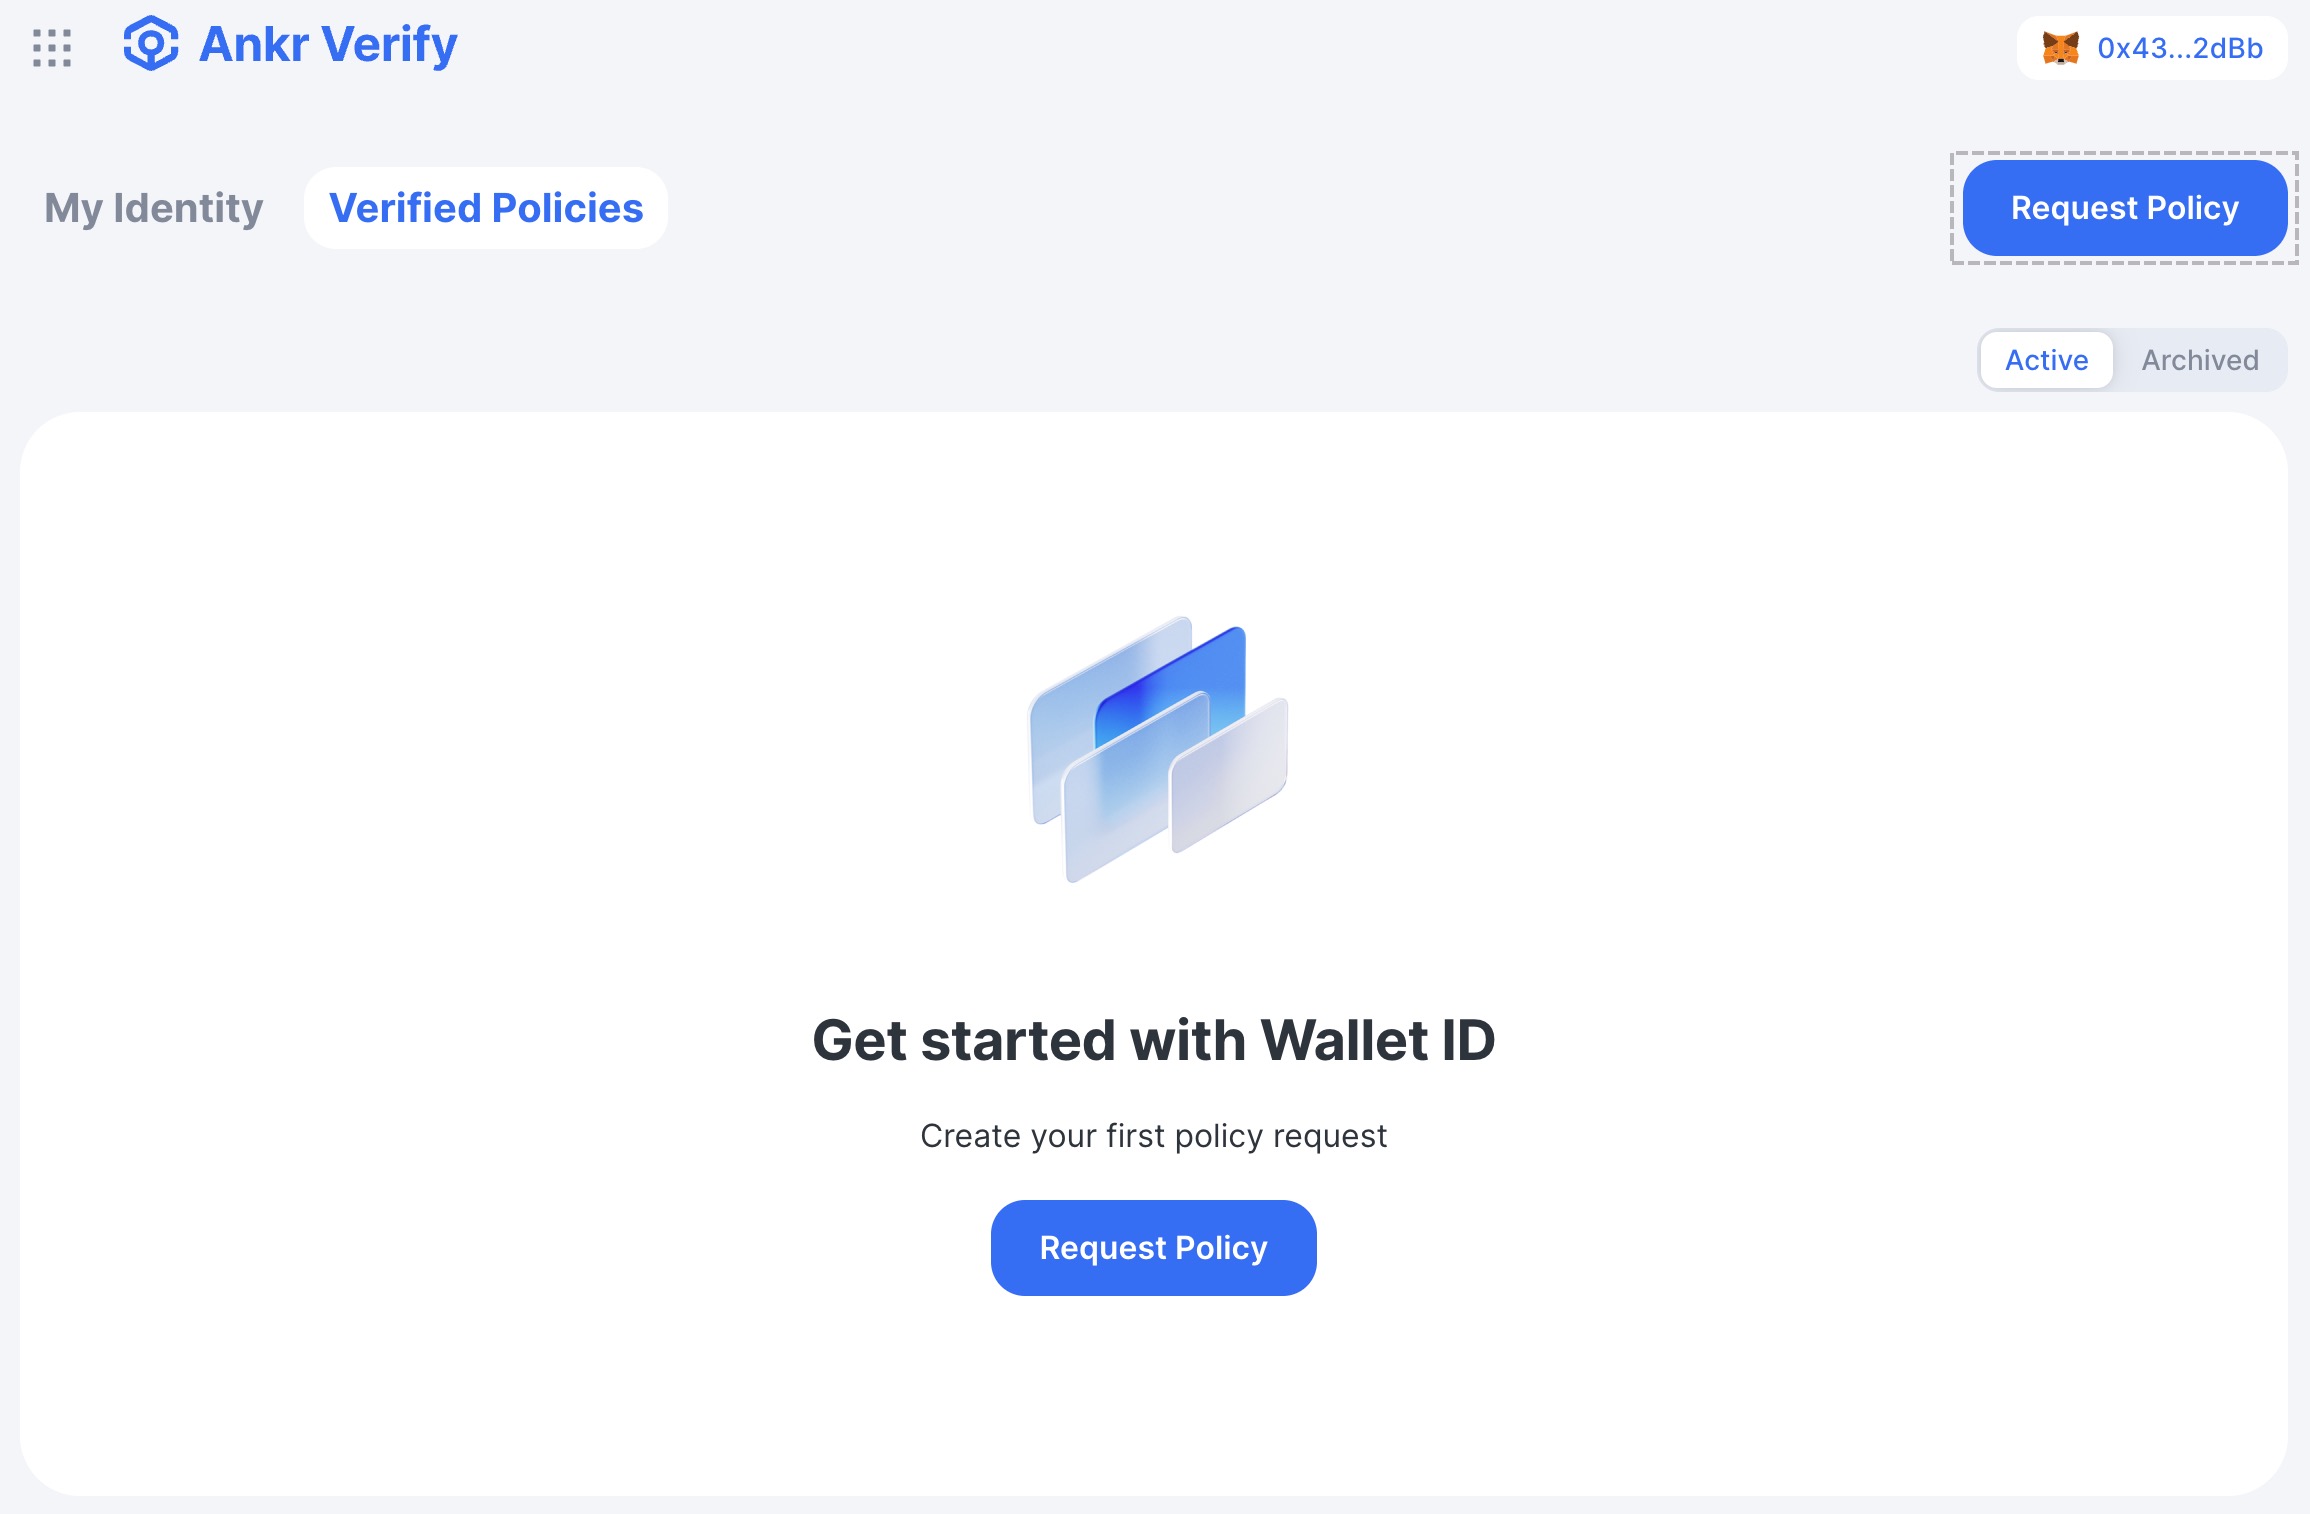 Ankr Verify
0x43...2dBb
My Identity
Verified Policies
Request Policy
Active
Archived
Get started with Wallet ID
Create your first policy request
Request Policy